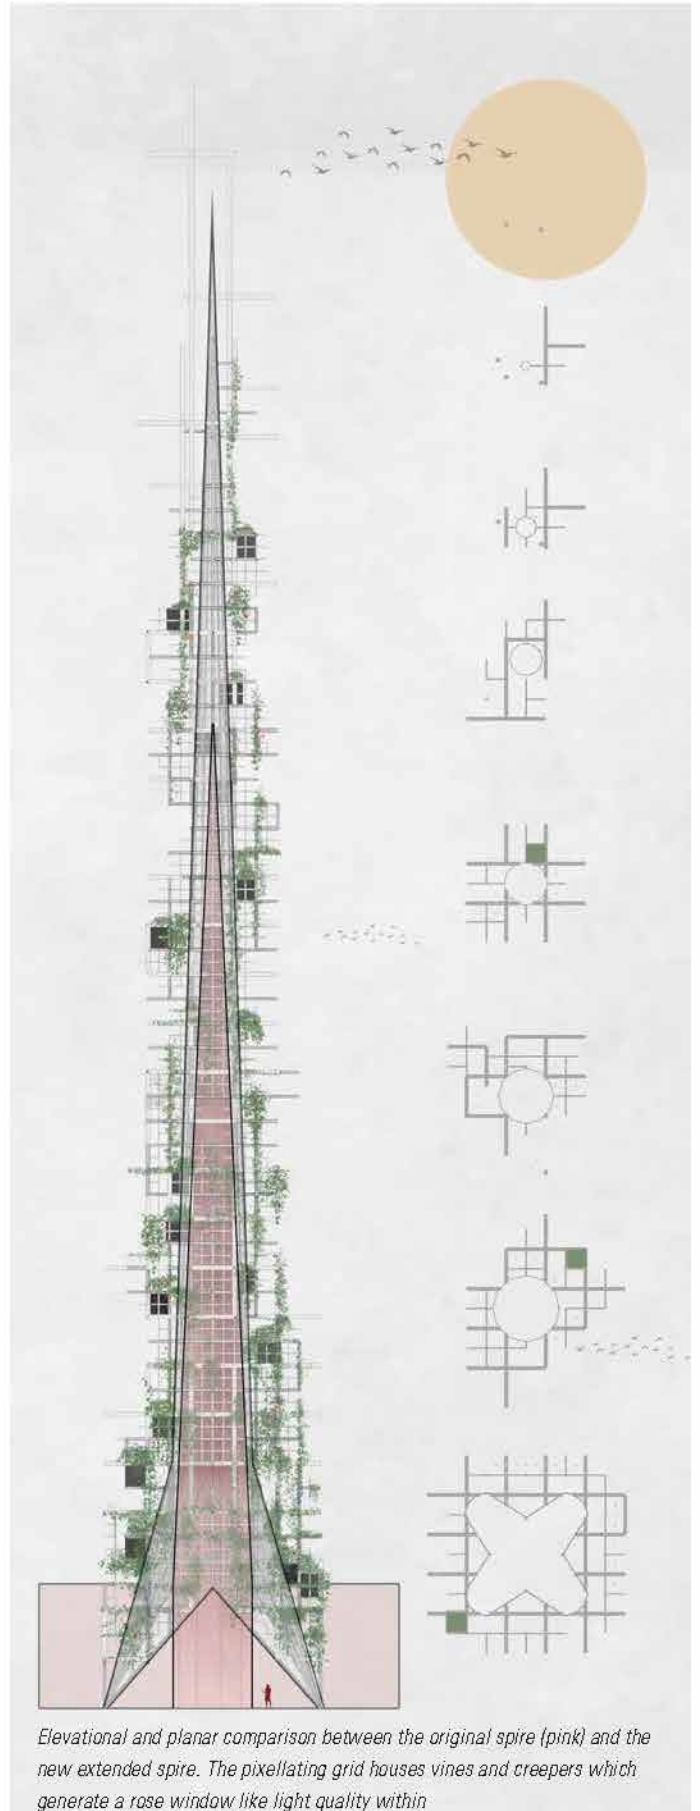 Elevational and planar comparison between the original spire (pink) and the
new extended spire. The pixellating grid houses vines and creepers which
generate a rose window like light quality within